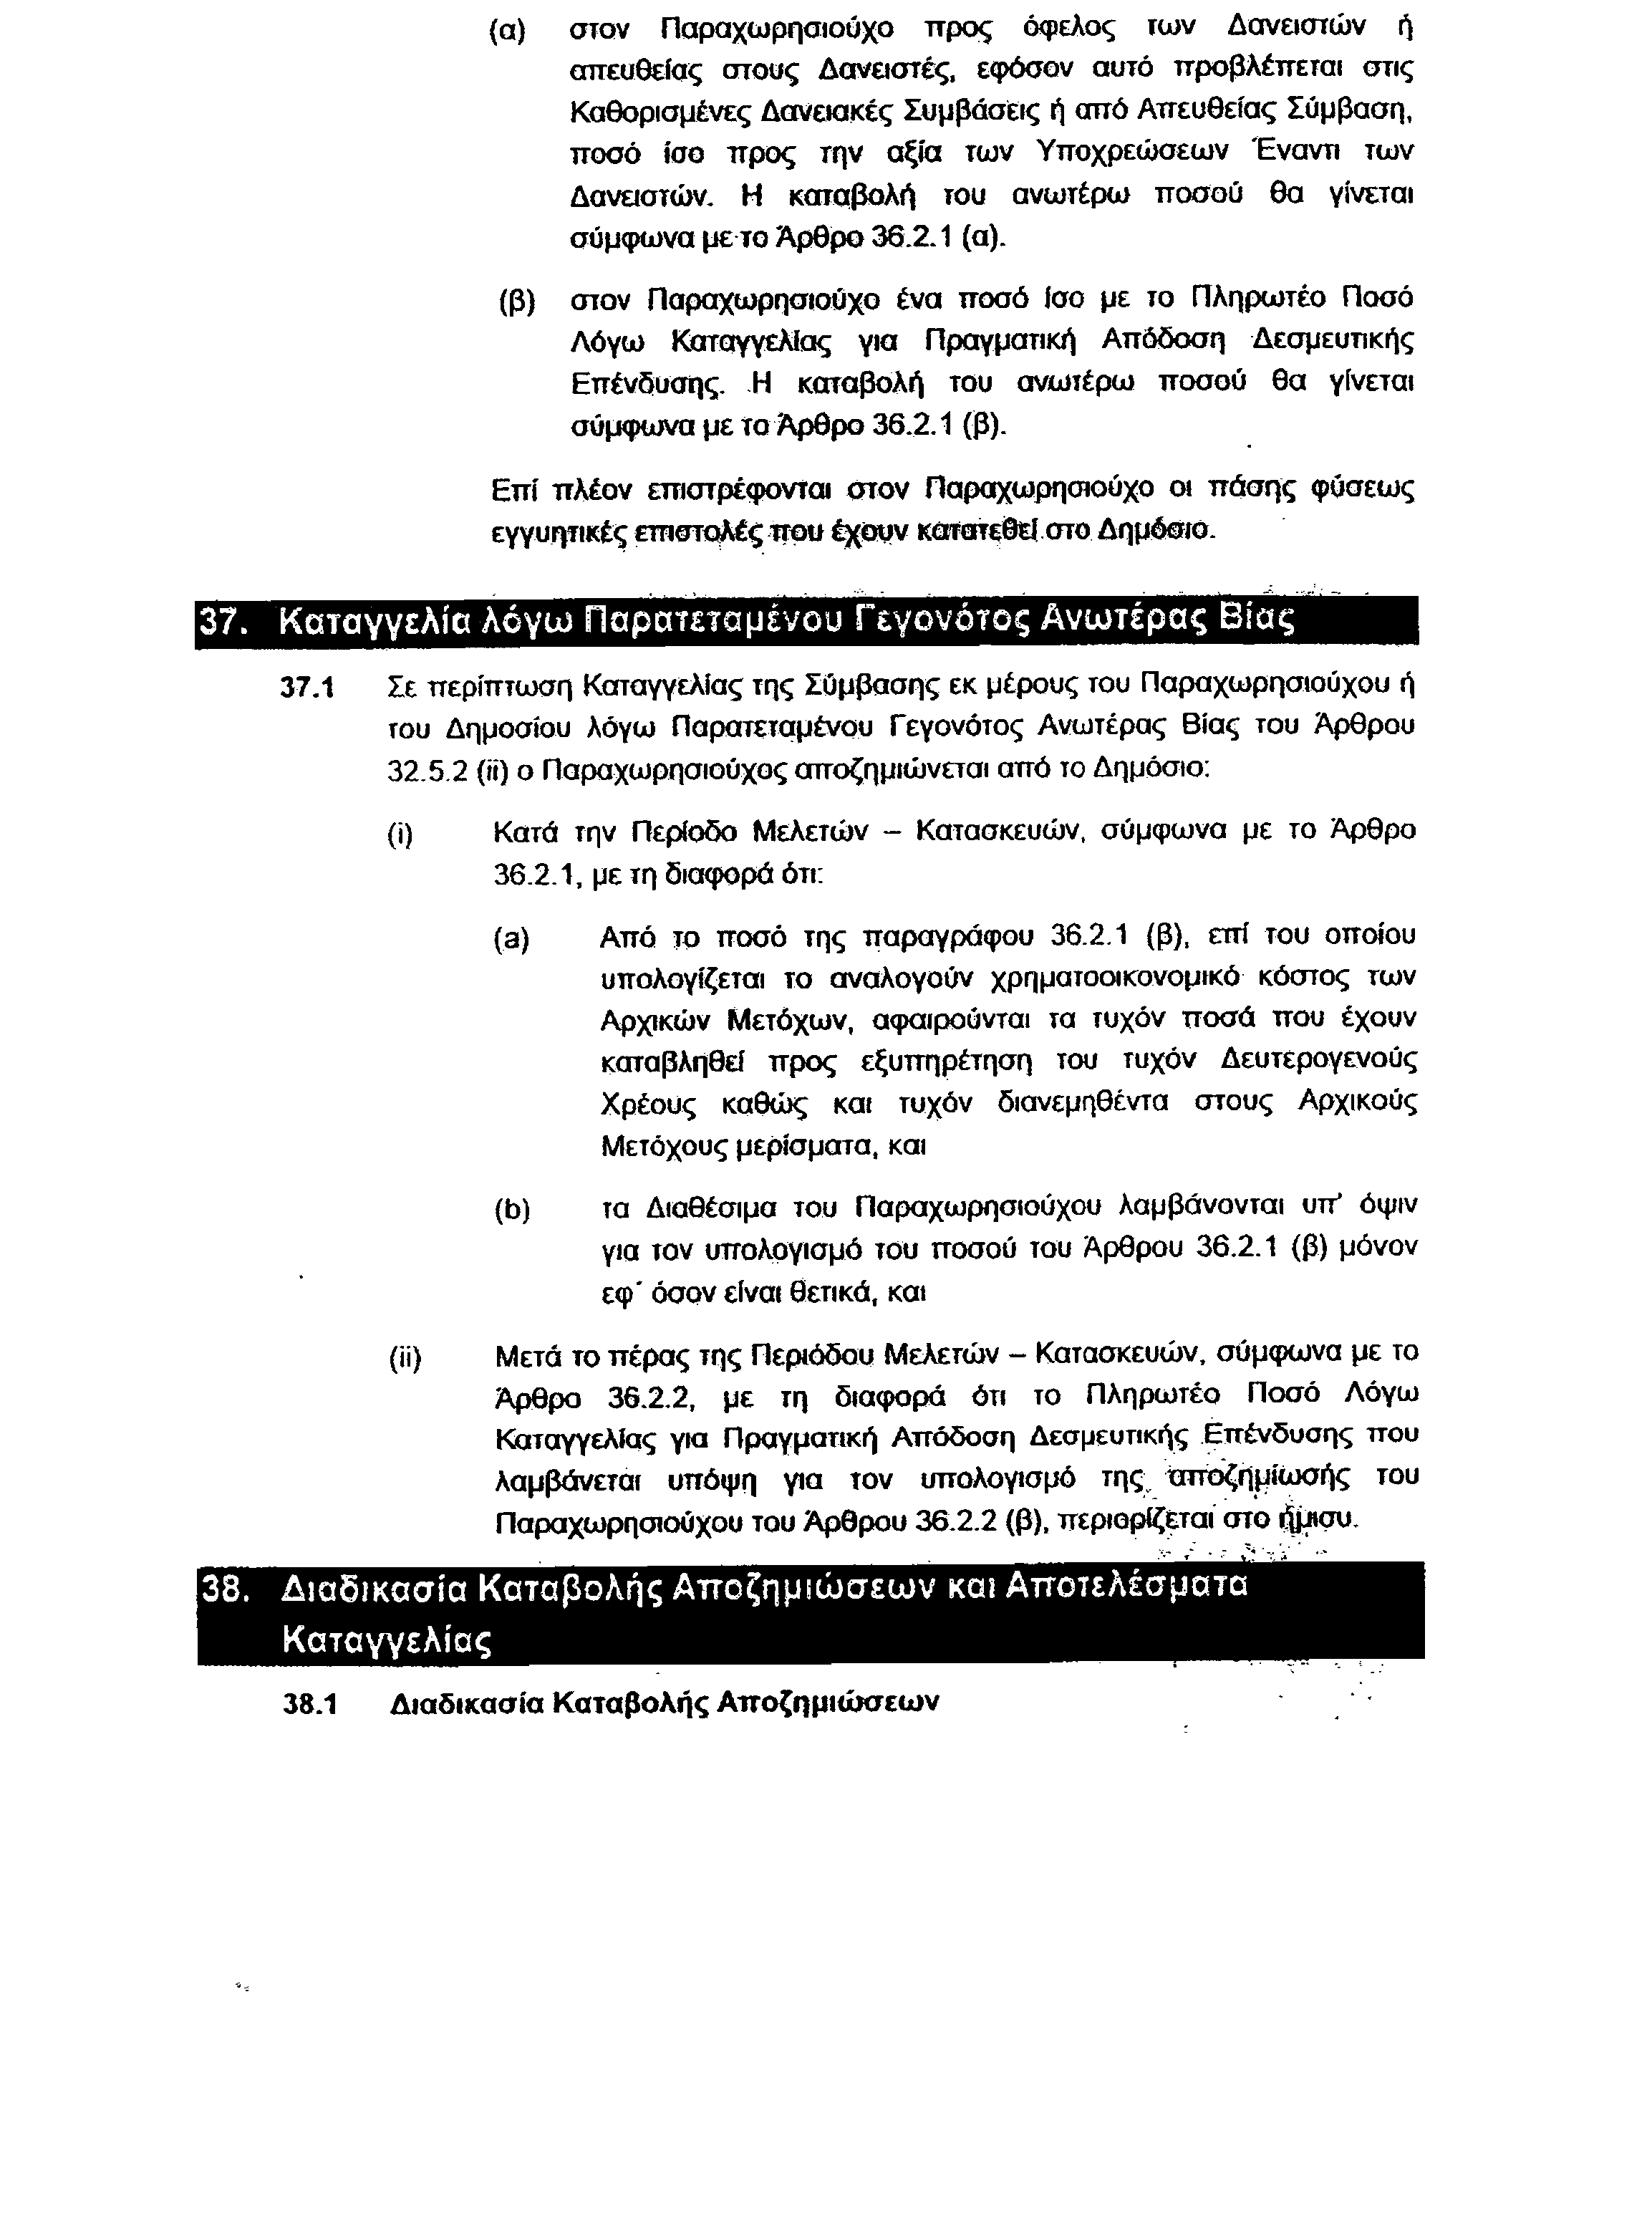 (α) στον Παραχωρησιούχο προς όφελος των Δανειστών ή
απευθείας στους Δανειστές, εφόσον αυτό προβλέπεται στις
Καθορισμένες Δανειακές Συμβάσεις ή από Απευθείας Σύμβαση,
ποσό ίσο προς την αξία των Υποχρεώσεων Έναντι των
Δανειστών. Η καταβολή του ανωτέρω ποσού θα γίνεται
σύμφωνα με το Άρθρο 36.2.1 (α).
(β) στον Παραχωρησιούχο ένα ποσό ίσο με το Πληρωτέο Ποσό
Λόγω Καταγγελίας για Πραγματική Απόδοση Δεσμευτικής
Επένδυσης. Η καταβολή του ανωτέρω ποσού θα γίνεται
σύμφωνα με το Άρθρο 36.2.1 (β).
Επί πλέον επιστρέφονται στον Παραχωρησιούχο οι πάσης φύσεως
εγγυητικές επιστολές που έχουν κατατεθεί στο Δημόσιο.
37. Καταγγελία λόγω Παρατεταμένου Γεγονότος Ανωτέρας Βίας
37.1 Σε περίπτωση Καταγγελίας της Σύμβασης εκ μέρους του Παραχωρησιούχου ή
του Δημοσίου λόγω Παρατεταμένου Γεγονότος Ανωτέρας Βίας του Άρθρου
32.5.2 (ii) ο Παραχωρησιούχος αποζημιώνεται από το Δημόσιο:
(i) Κατά την Περίοδο Μελετών – Κατασκευών, σύμφωνα με το Άρθρο
36.2.1, με τη διαφορά ότι:
(a) Από το ποσό της παραγράφου 36.2.1 (β), επί του οποίου
υπολογίζεται το αναλογούν χρηματοοικονομικό κόστος των
Αρχικών Μετόχων, αφαιρούνται τα τυχόν ποσά που έχουν
καταβληθεί προς εξυπηρέτηση του τυχόν Δευτερογενούς
Χρέους καθώς και τυχόν διανεμηθέντα στους Αρχικούς
Μετόχους μερίσματα, και
(b) τα Διαθέσιμα του Παραχωρησιούχου λαμβάνονται υπ' όψιν
για τον υπολογισμό του ποσού του Άρθρου 36.2.1 (β) μόνον
εφ' όσον είναι θετικά, και
(ii) Μετά το πέρας της Περιόδου Μελετών – Κατασκευών, σύμφωνα με το
Άρθρο 36.2.2, με τη διαφορά ότι το Πληρωτέο Ποσό Λόγω
Καταγγελίας για Πραγματική Απόδοση Δεσμευτικής Επένδυσης που
λαμβάνεται υπόψη για τον υπολογισμό της αποζημίωσής του
Παραχωρησιούχου του Άρθρου 36.2.2 (β), περιορίζεται στο ήμισυ.
38. Διαδικασία Καταβολής Αποζημιώσεων και Αποτελέσματα
Καταγγελίας
38.1 Διαδικασία Καταβολής Αποζημιώσεων